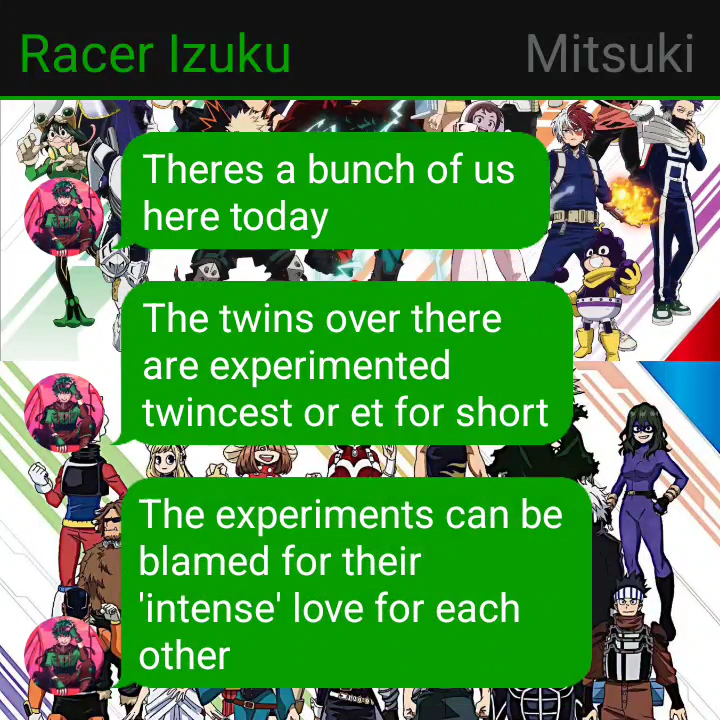 Racer Izuku Mitsuki
Theres a bunch of us
here today
The twins over there
are experimented
twincest or et for short
The experiments can be
blamed for their
'intense' love for each
other